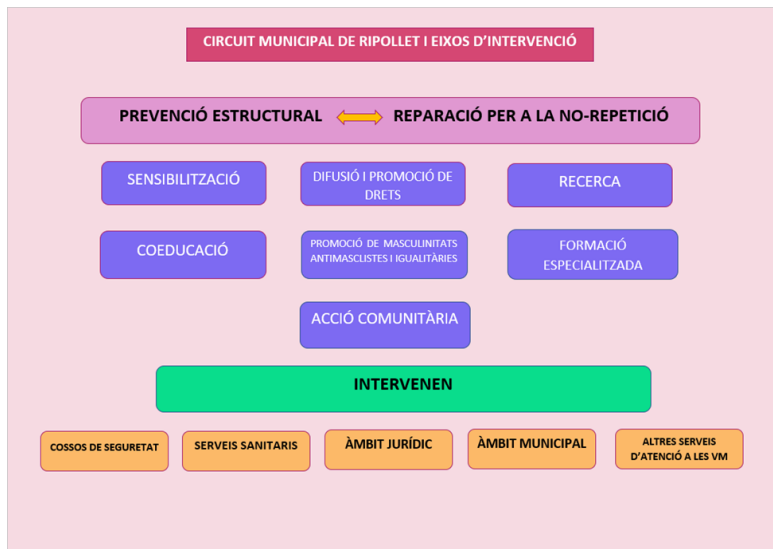 CIRCUIT MUNICIPAL DE RIPOLLET I EIXOS D'INTERVENCIÓ
PREVENCIÓ ESTRUCTURAL REPARACIÓ PER A LA NO-REPETICIÓ
SENSIBILITZACIÓ
DIFUSIÓ I PROMOCIÓ DE
DRETS
RECERCA
COEDUCACIÓ
PROMOCIÓ DE MASCULINITATS
ANTIMASCLISTES I IGUALITÀRIES
FORMACIÓ
ESPECIALITZADA
ACCIÓ COMUNITÀRIA
INTERVENEN
COSSOS DE SEGURETAT
SERVEIS SANITARIS
ÀMBIT JURÍDIC
ÀMBIT MUNICIPAL
ALTRES SERVEIS
D'ATENCIÓ A LES VM